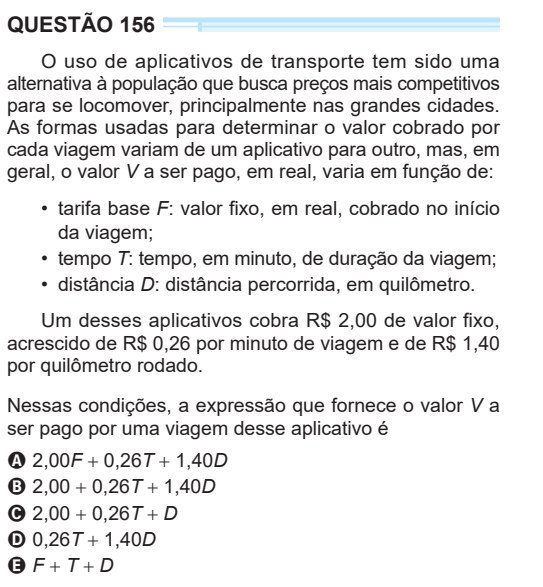 QUESTÃO 156
O uso de aplicativos de transporte tem sido uma
alternativa à população que busca preços mais competitivos
para se locomover, principalmente nas grandes cidades.
As formas usadas para determinar o valor cobrado por
cada viagem variam de um aplicativo para outro, mas, em
geral, o valor V a ser pago, em real, varia em função de:
• tarifa base F: valor fixo, em real, cobrado no início
da viagem;
• tempo T: tempo, em minuto, de duração da viagem;
• distância D: distância percorrida, em quilômetro.
Um desses aplicativos cobra R$ 2,00 de valor fixo,
acrescido de R$ 0,26 por minuto de viagem e de R$ 1,40
por quilômetro rodado.
Nessas condições, a expressão que fornece o valor V a
ser pago por uma viagem desse aplicativo é
A 2,00F + 0,26T + 1,40D
B 2,00 + 0,26T + 1,40D
C 2,00 + 0,26T + D
D 0,26T + 1,40D
E F + T + D